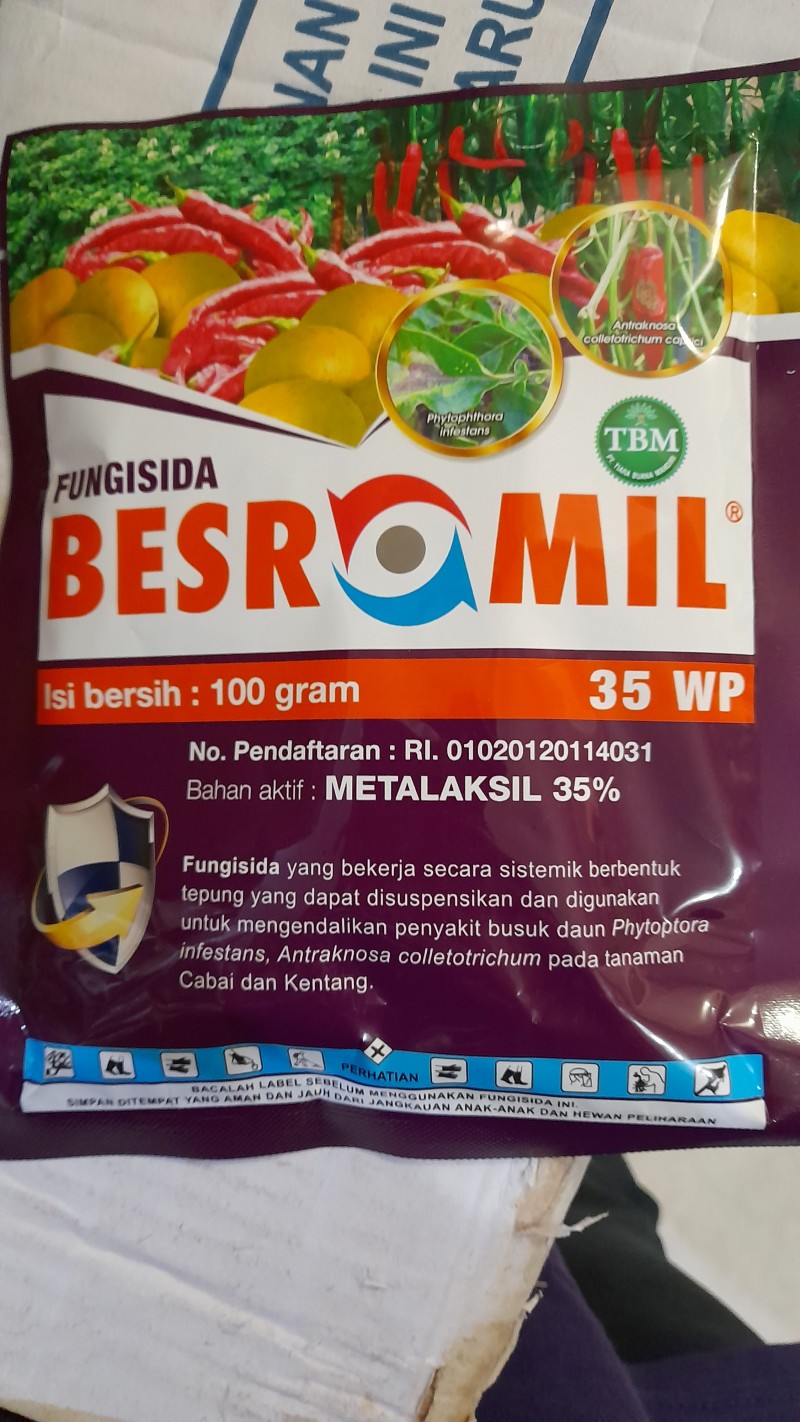 INI
Antraknosa
colletotrichum capsici
Phytophthora
infestans
TBM
FUNGISIDA
BESROMIL®
Isi bersih : 100 gram
35 WP
No. Pendaftaran : RI. 01020120114031
Bahan aktif : METALAKSIL 35%
Fungisida yang bekerja secara sistemik berbentuk
tepung yang dapat disuspensikan dan digunakan
untuk mengendalikan penyakit busuk daun Phytoptora
infestans, Antraknosa colletotrichum pada tanaman
Cabai dan Kentang.
PERHATIAN
BACALAH LABEL SEBELUM MENGGUNAKAN FUNGISIDA INI.
SIMPAN DITEMPAT YANG AMAN DAN JAUH DARI JANGKAUAN ANAK-ANAK DAN HEWAN PELIHARAAN